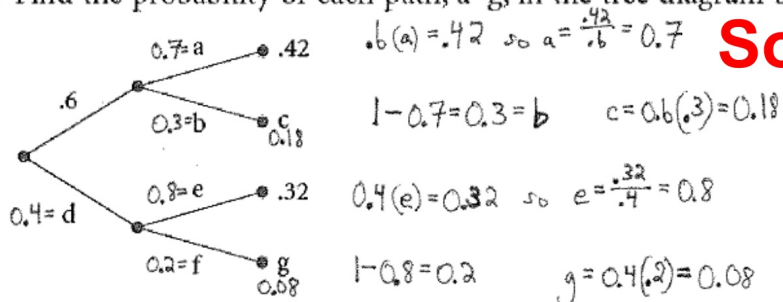 Find the probability of each path, a–g, in the tree diagram
So
0.7=a .42 .6(a) = .42 so a = .42/.6 = 0.7
.6
0.3=b c 1-0.7=0.3=b c=0.6(.3)=0.18
0.18
0.8=e .32 0.4(e)=0.32 so e=.32/.4=0.8
0.4=d
0.2=f g 1-0.8=0.2 g=0.4(.2)=0.08
0.08